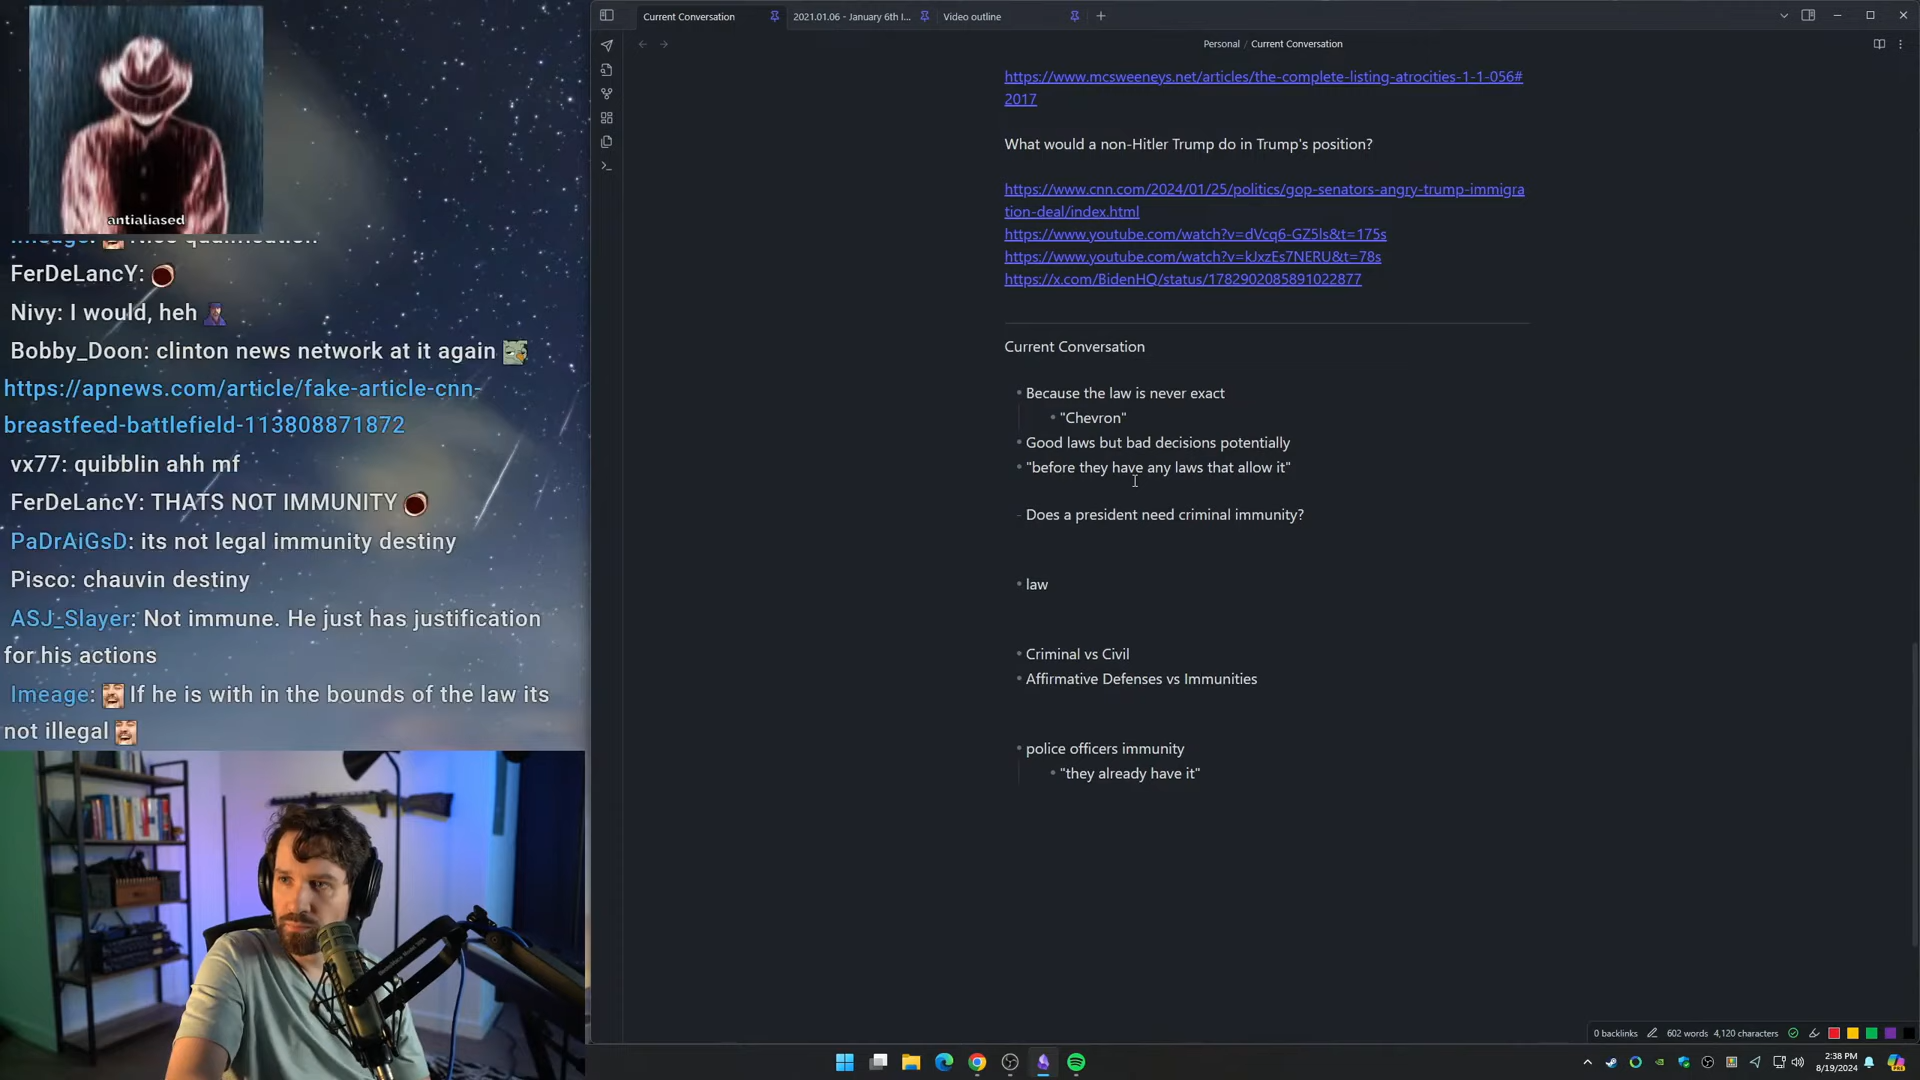 antialiased
Imeage: Nice qualification
FerDeLancY:
Nivy: I would, heh
Bobby_Doon: clinton news network at it again
https://apnews.com/article/fake-article-cnn-
breastfeed-battlefield-113808871872
vx77: quibblin ahh mf
FerDeLancY: THATS NOT IMMUNITY
PaDrAiGsD: its not legal immunity destiny
Pisco: chauvin destiny
ASJ_Slayer: Not immune. He just has justification
for his actions
Imeage: If he is with in the bounds of the law its
not illegal
Current Conversation
2021.01.06 - January 6th I...
Video outline
Personal / Current Conversation
https://www.mcsweeneys.net/articles/the-complete-listing-atrocities-1-1-056#
2017
What would a non-Hitler Trump do in Trump's position?
https://www.cnn.com/2024/01/25/politics/gop-senators-angry-trump-immigra
tion-deal/index.html
https://www.youtube.com/watch?v=dVcq6-GZ5ls&t=175s
https://www.youtube.com/watch?v=kJxzEs7NERU&t=78s
https://x.com/BidenHQ/status/1782902085891022877
Current Conversation
• Because the law is never exact
• "Chevron"
• Good laws but bad decisions potentially
• "before they have any laws that allow it"
- Does a president need criminal immunity?
• law
• Criminal vs Civil
• Affirmative Defenses vs Immunities
• police officers immunity
• "they already have it"
0 backlinks 602 words 4,120 characters
2:38 PM
8/19/2024